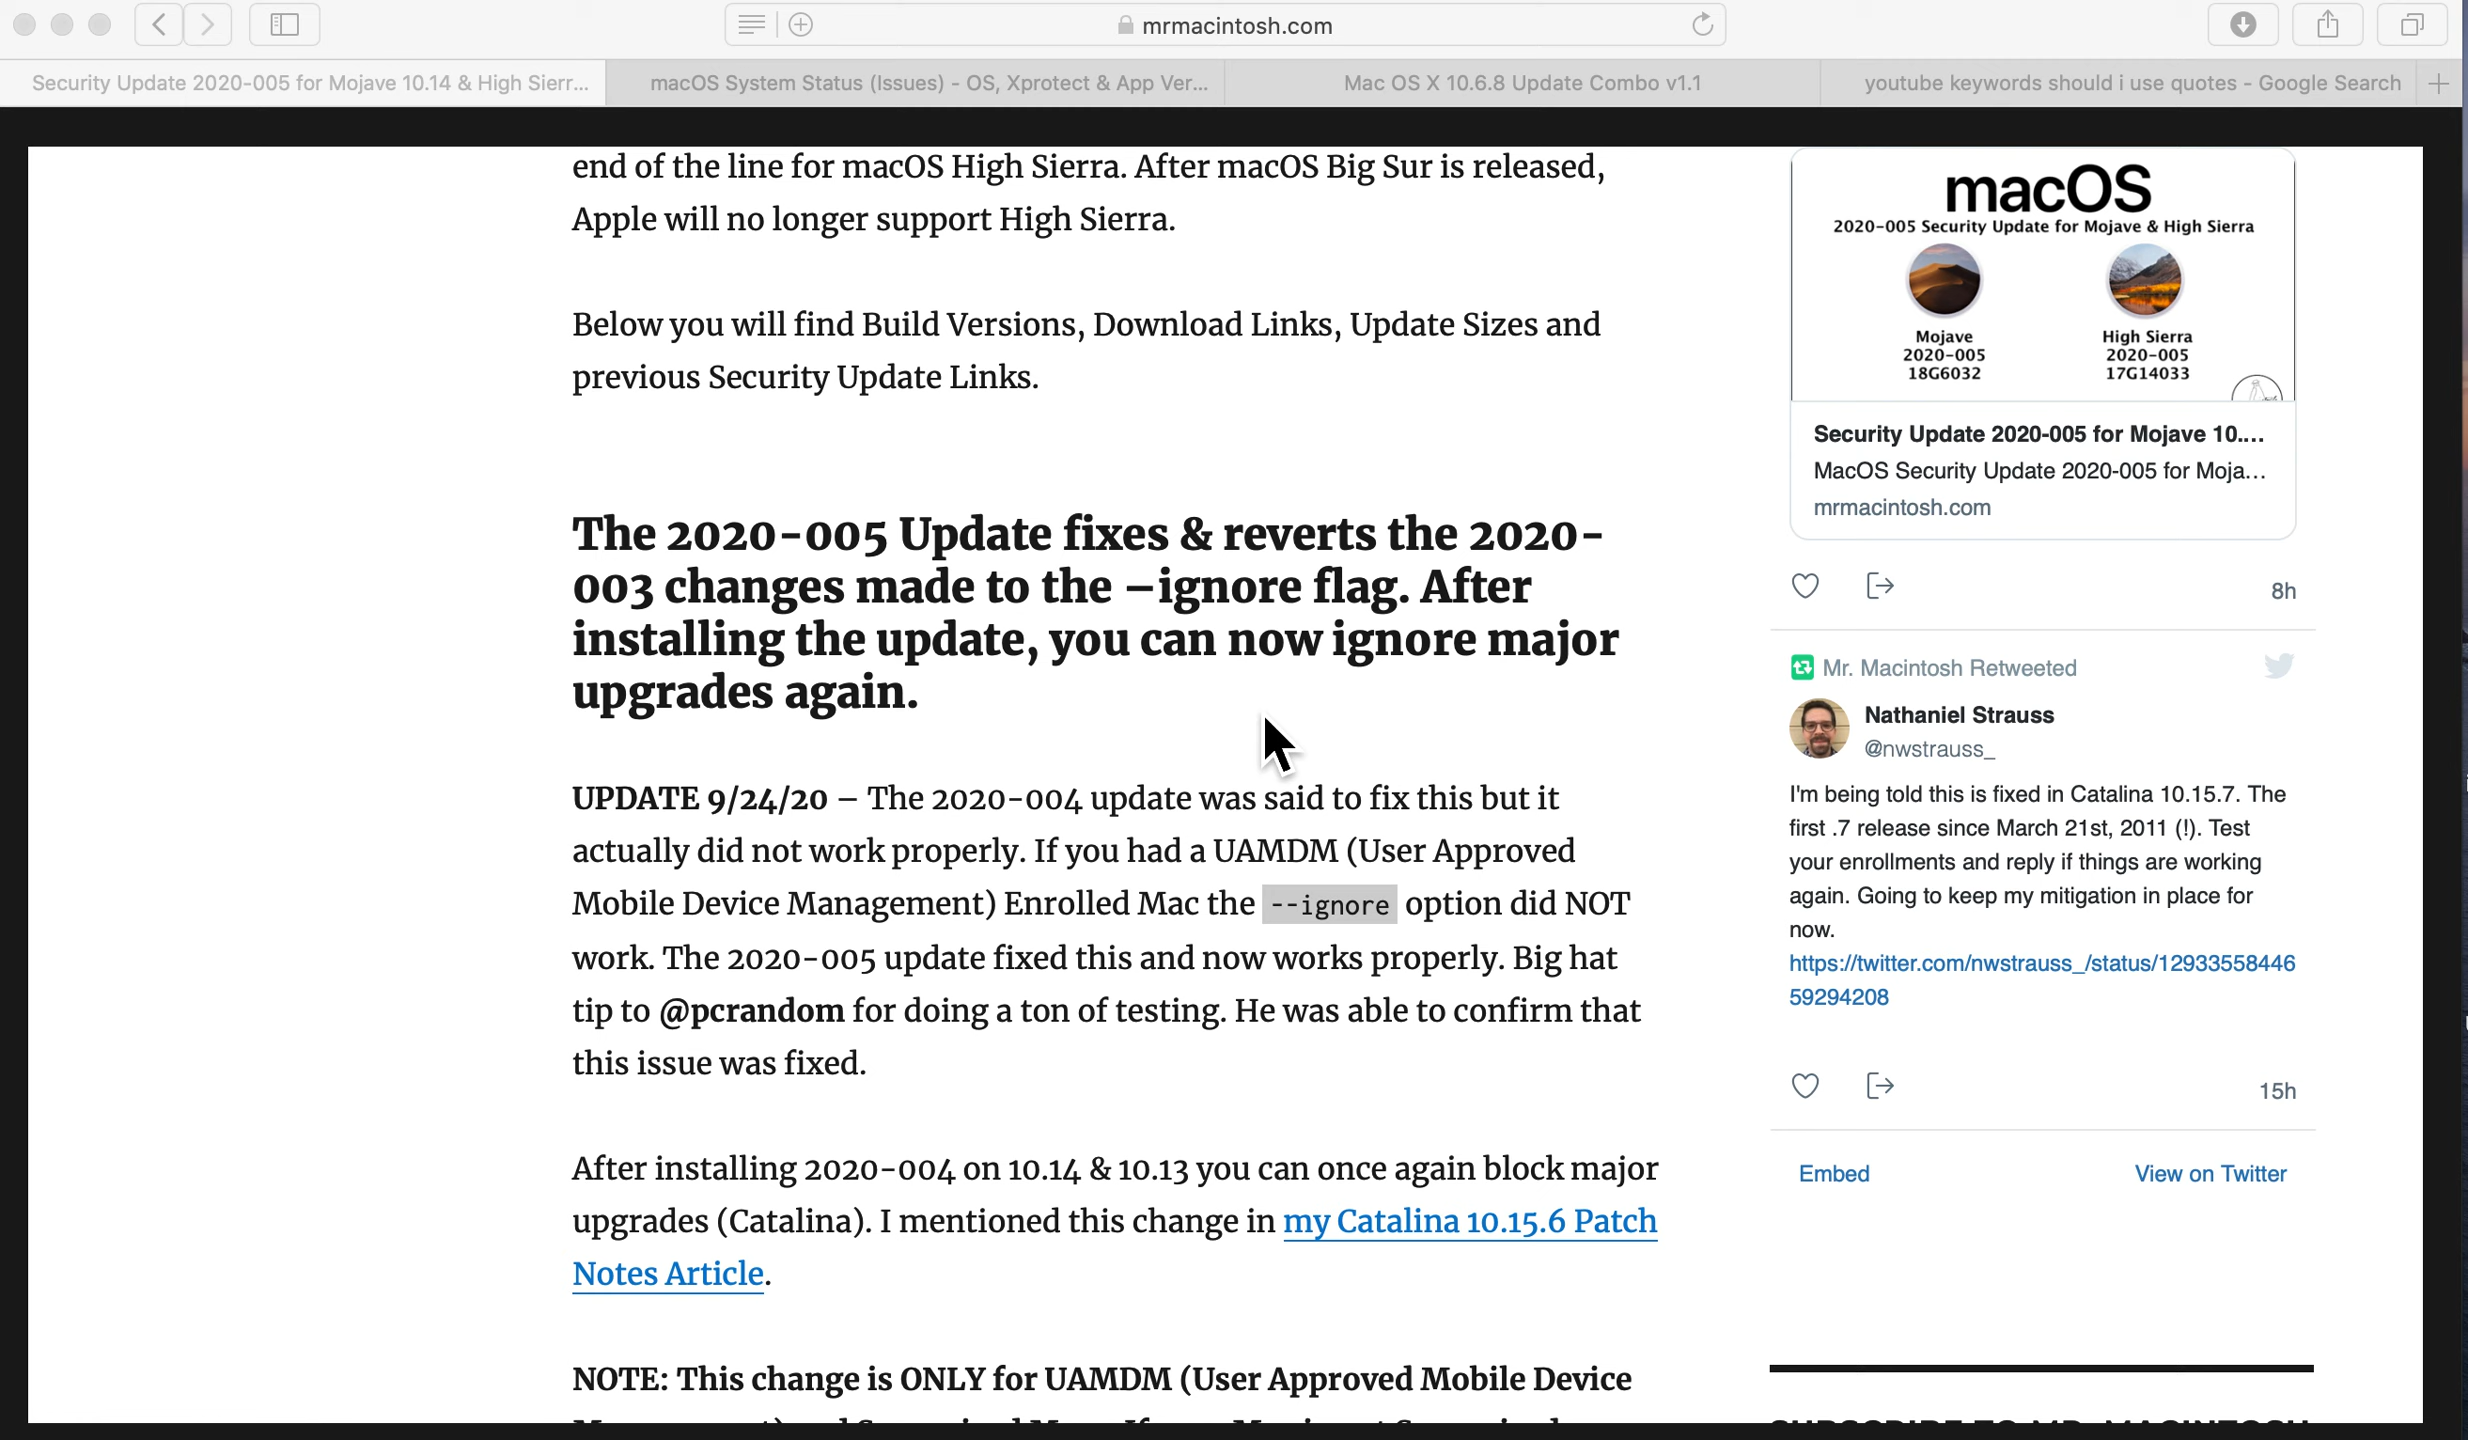 mrmacintosh.com
Security Update 2020-005 for Mojave 10.14 & High Sierr...
macOS System Status (Issues) - OS, Xprotect & App Ver...
Mac OS X 10.6.8 Update Combo v1.1
youtube keywords should i use quotes - Google Search
end of the line for macOS High Sierra. After macOS Big Sur is released,
Apple will no longer support High Sierra.
Below you will find Build Versions, Download Links, Update Sizes and
previous Security Update Links.
The 2020-005 Update fixes & reverts the 2020-
003 changes made to the –ignore flag. After
installing the update, you can now ignore major
upgrades again.
UPDATE 9/24/20 – The 2020-004 update was said to fix this but it
actually did not work properly. If you had a UAMDM (User Approved
Mobile Device Management) Enrolled Mac the --ignore option did NOT
work. The 2020-005 update fixed this and now works properly. Big hat
tip to @pcrandom for doing a ton of testing. He was able to confirm that
this issue was fixed.
After installing 2020-004 on 10.14 & 10.13 you can once again block major
upgrades (Catalina). I mentioned this change in my Catalina 10.15.6 Patch
Notes Article.
NOTE: This change is ONLY for UAMDM (User Approved Mobile Device
macOS
2020-005 Security Update for Mojave & High Sierra
Mojave
2020-005
18G6032
High Sierra
2020-005
17G14033
Security Update 2020-005 for Mojave 10....
MacOS Security Update 2020-005 for Moja...
mrmacintosh.com
8h
Mr. Macintosh Retweeted
Nathaniel Strauss
@nwstrauss_
I'm being told this is fixed in Catalina 10.15.7. The
first .7 release since March 21st, 2011 (!). Test
your enrollments and reply if things are working
again. Going to keep my mitigation in place for
now.
https://twitter.com/nwstrauss_/status/12933558446
59294208
15h
Embed
View on Twitter
SUBSCRIBE TO MR. MACINTOSH